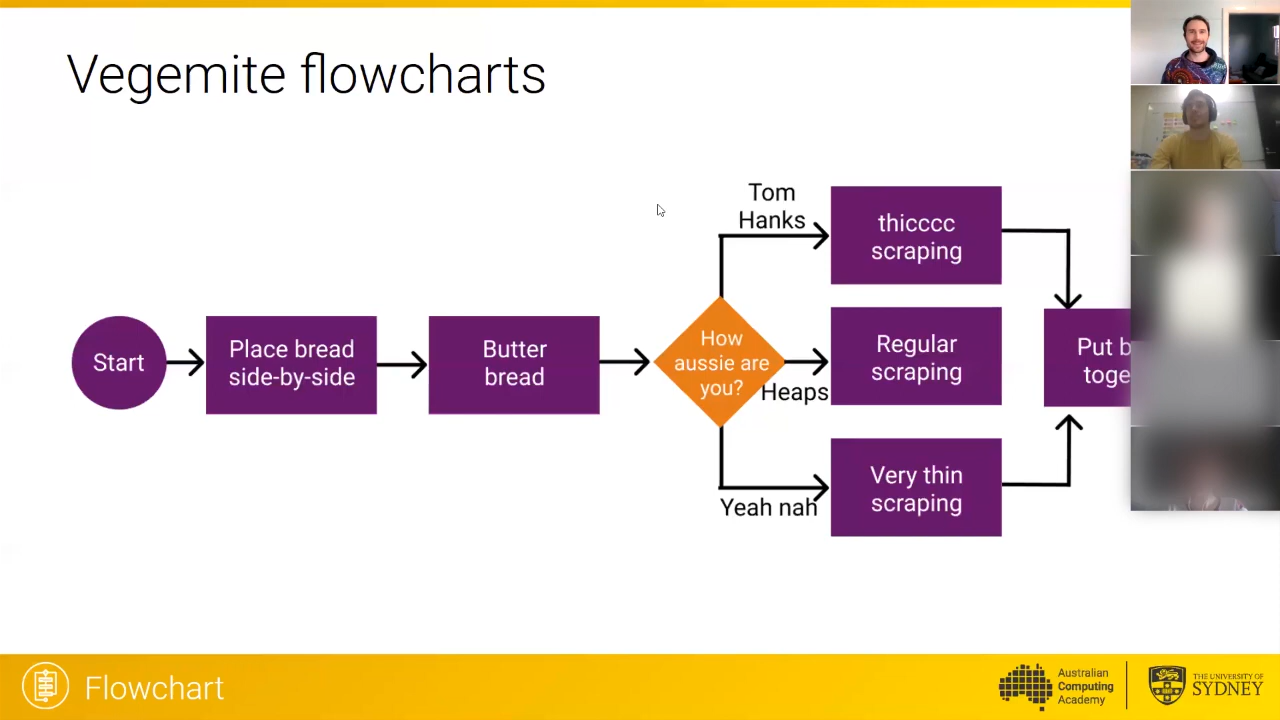 Vegemite flowcharts
Start
Place bread
side-by-side
Butter
bread
How
aussie are
you?
Tom
Hanks
Heaps
Yeah nah
thicccc
scraping
Regular
scraping
Very thin
scraping
Put b
toge
Flowchart
Australian
Computing
Academy
THE UNIVERSITY OF
SYDNEY